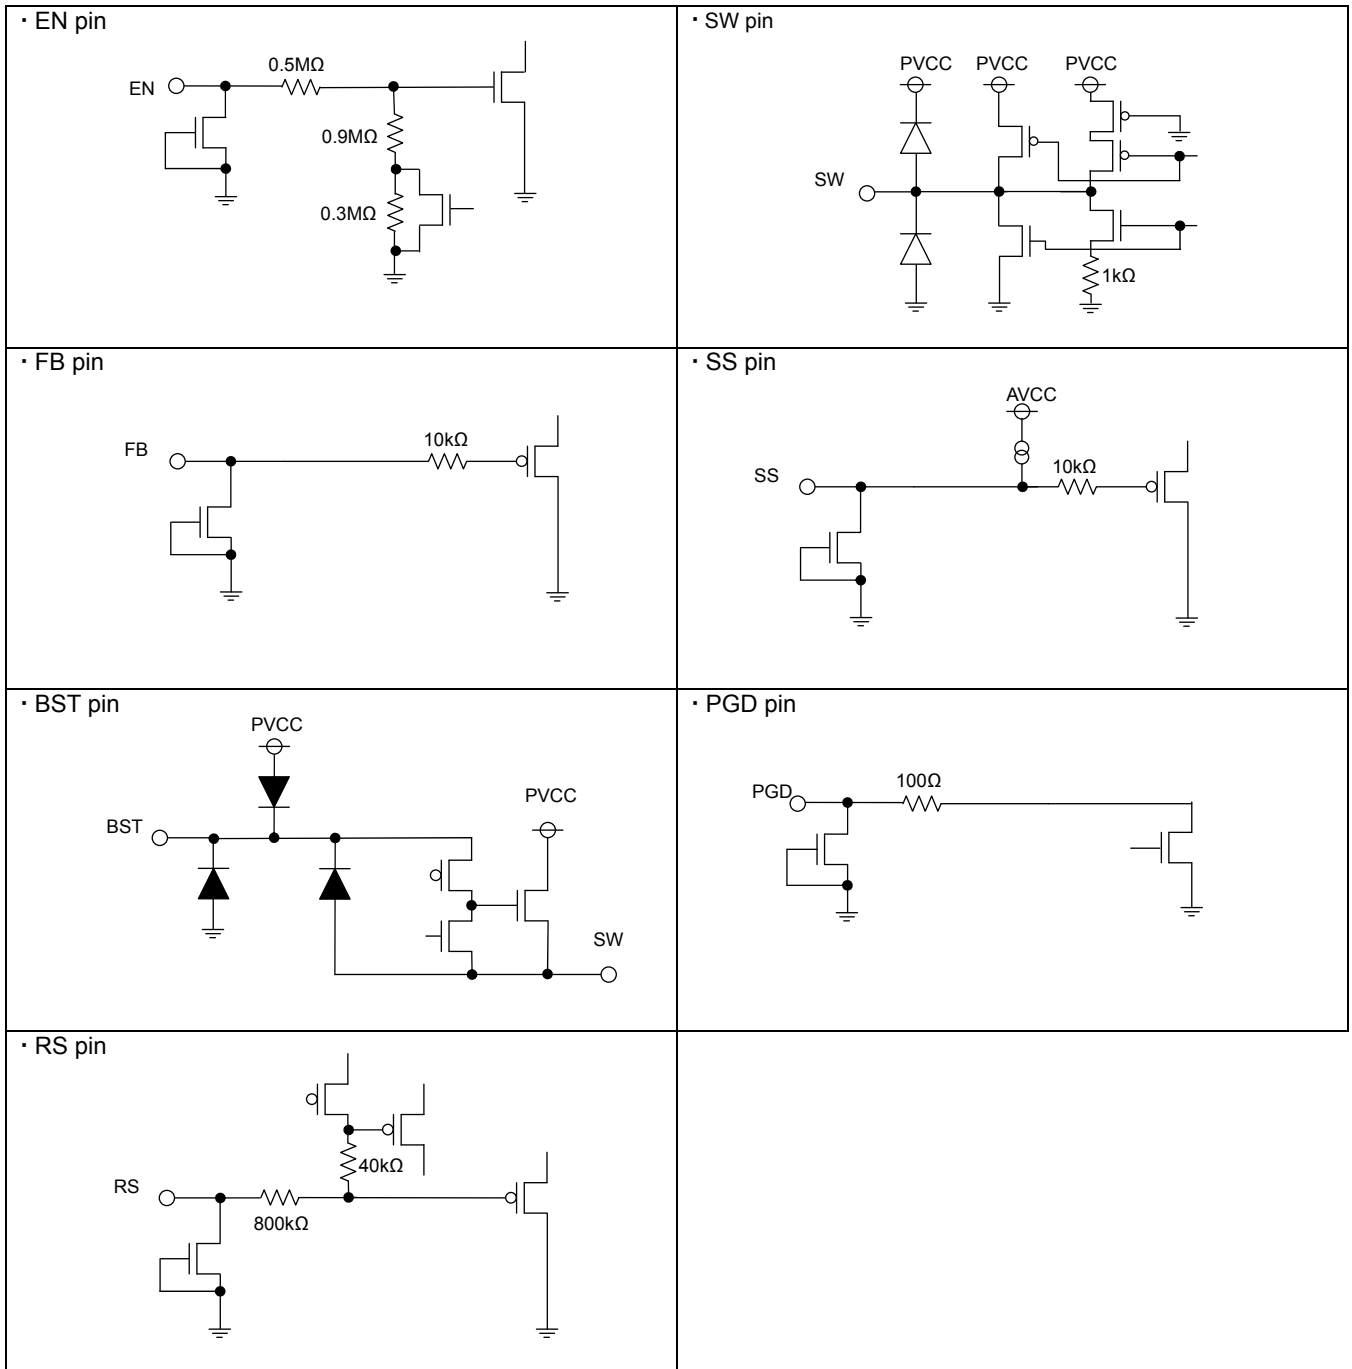 · EN pin
0.5MΩ
EN
0.9MΩ
0.3MΩ
· SW pin
PVCC PVCC PVCC
SW
1kΩ
· FB pin
10kΩ
FB
· SS pin
AVCC
10kΩ
SS
· BST pin
PVCC
PVCC
BST
SW
· PGD pin
100Ω
PGD
· RS pin
40kΩ
RS
800kΩ